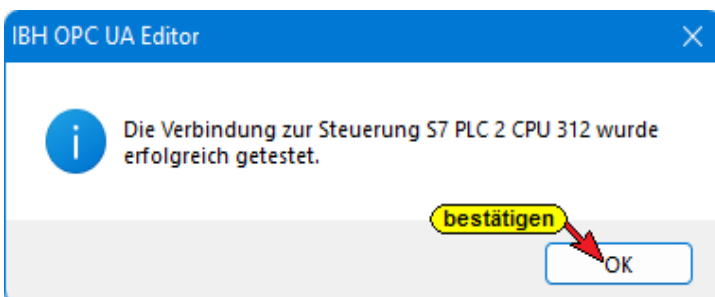 IBH OPC UA Editor
Die Verbindung zur Steuerung S7 PLC 2 CPU 312 wurde
erfolgreich getestet.
bestätigen
OK